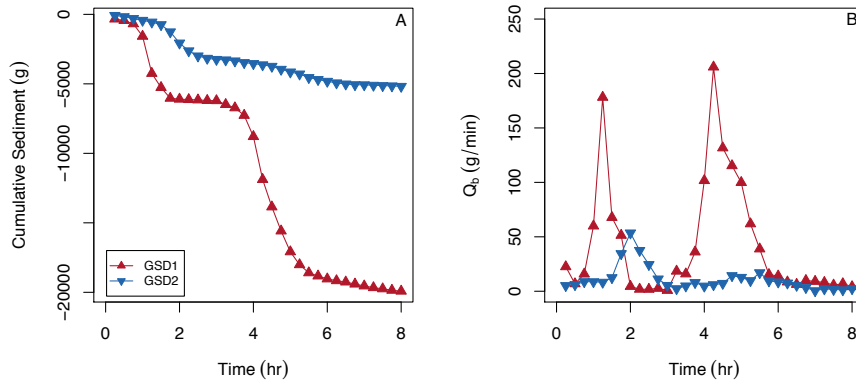 A
0
−5000
−10000
−20000
Cumulative Sediment (g)
GSD1
GSD2
0 2 4 6 8
Time (hr)
B
250
200
150
100
50
0
Qb (g/min)
0 2 4 6 8
Time (hr)